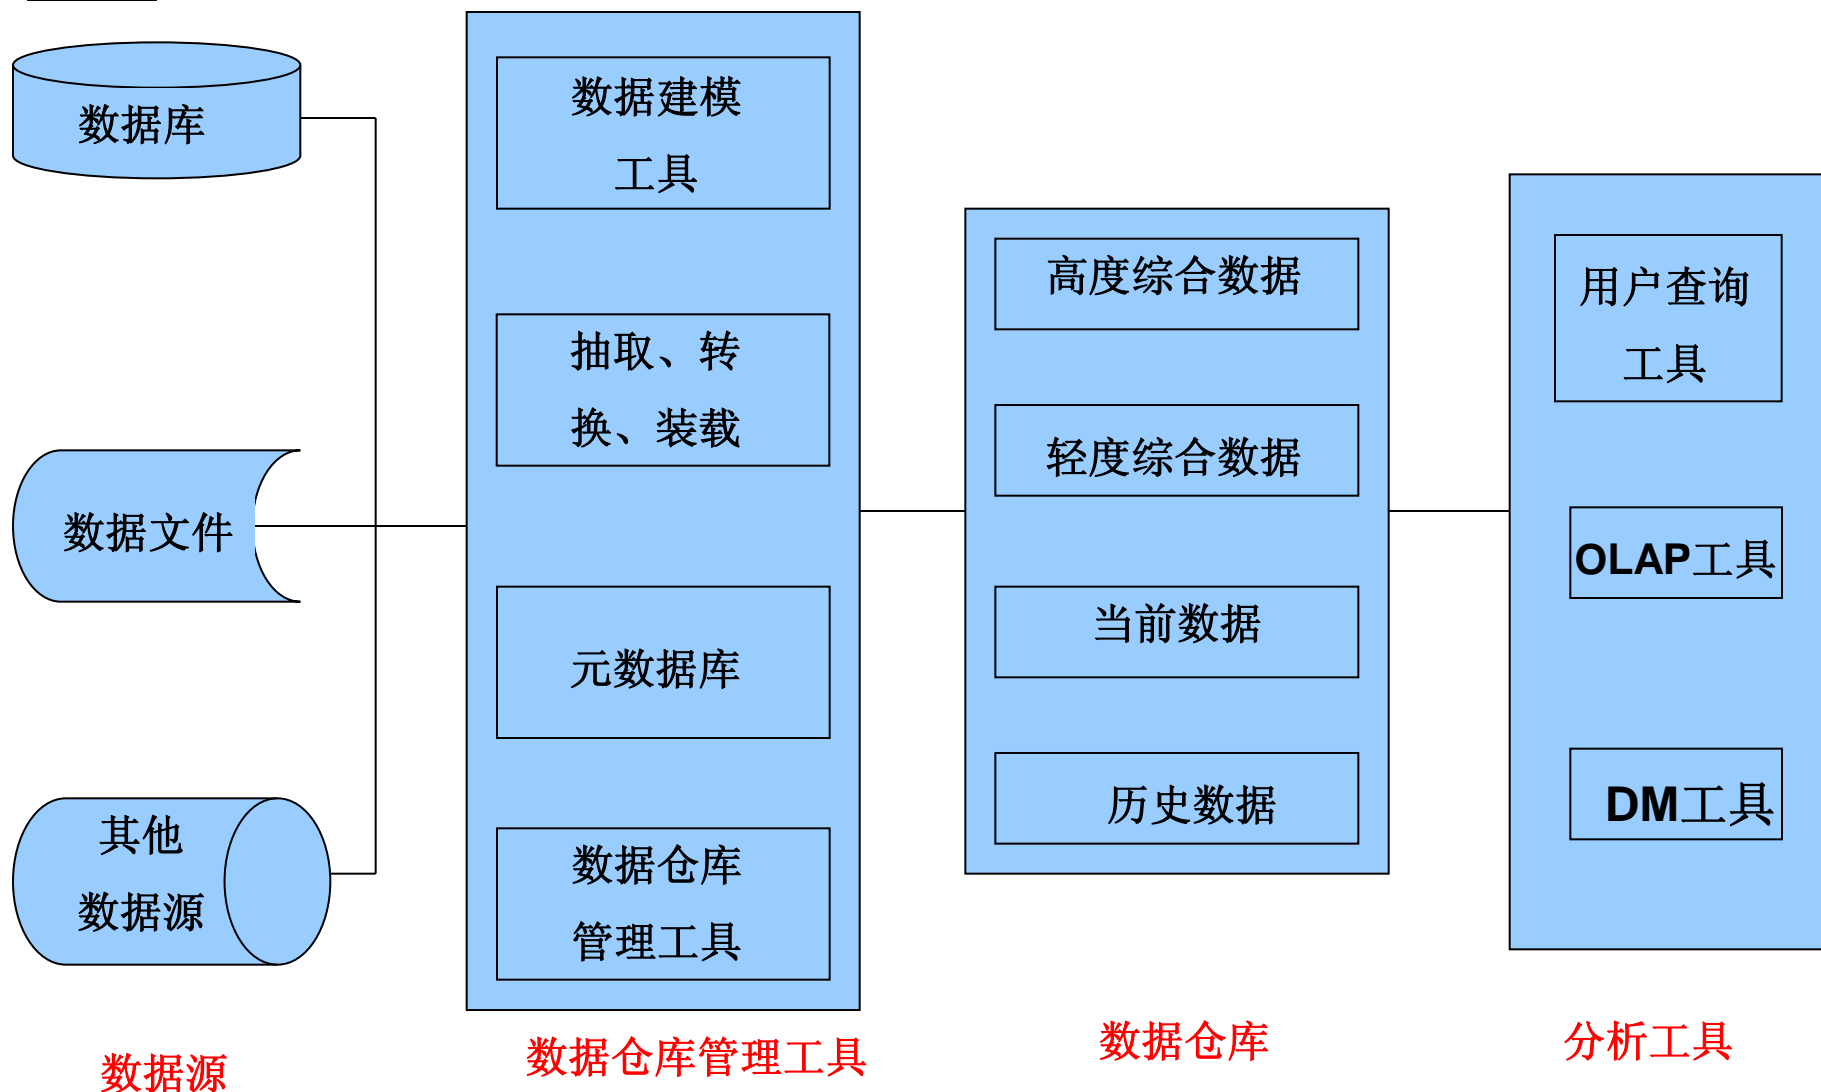 数据库
数据文件
其他
数据源
数据源
数据建模
工具
抽取、转
换、装载
元数据库
数据仓库
管理工具
数据仓库管理工具
高度综合数据
轻度综合数据
当前数据
历史数据
数据仓库
用户查询
工具
OLAP工具
DM工具
分析工具